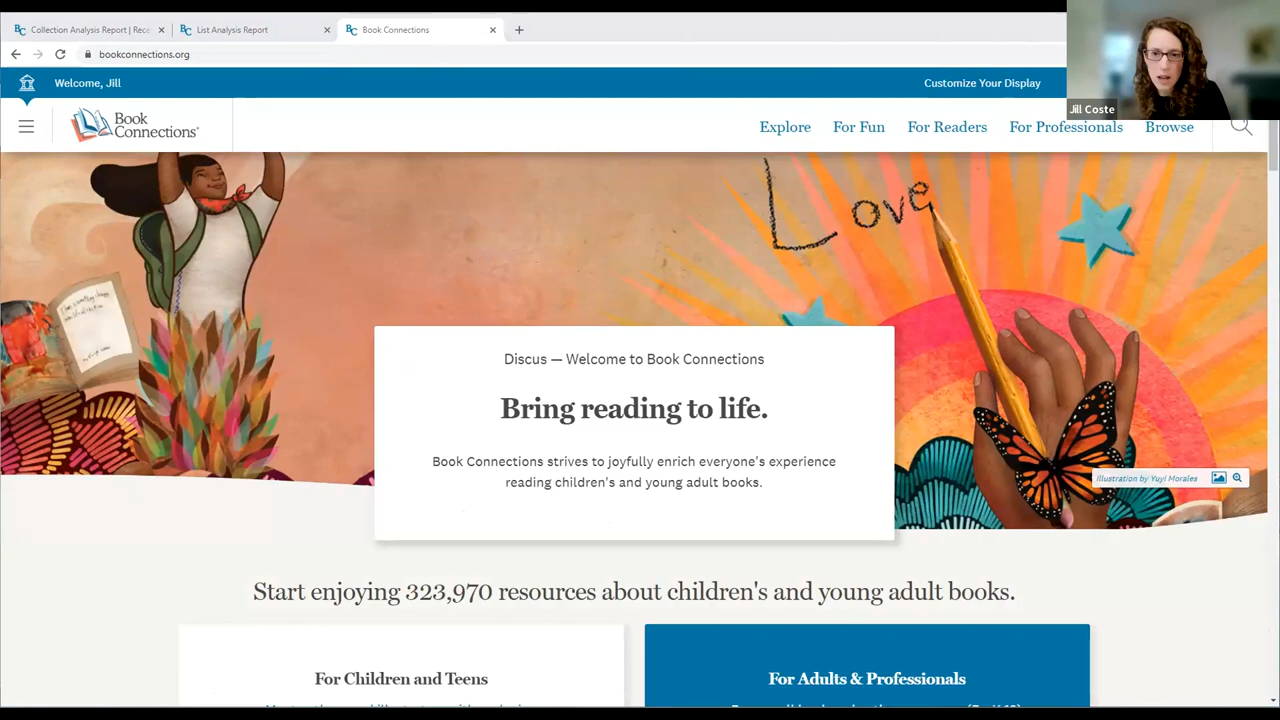 Collection Analysis Report | Rece
List Analysis Report
Book Connections
bookconnections.org
Welcome, Jill
Customize Your Display
Jill Coste
Book
Connections
Explore
For Fun
For Readers
For Professionals
Browse
Love
Discus — Welcome to Book Connections
Bring reading to life.
Book Connections strives to joyfully enrich everyone's experience
reading children's and young adult books.
Illustration by Yuyi Morales
Start enjoying 323,970 resources about children's and young adult books.
For Children and Teens
For Adults & Professionals